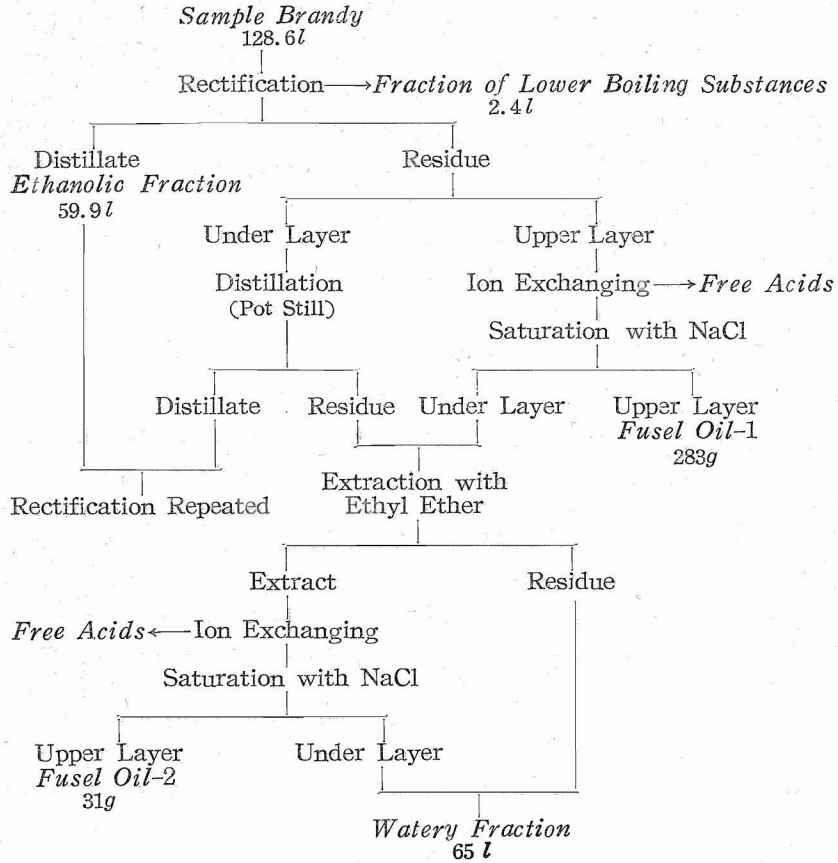 Sample Brandy
128.6l
Rectification→Fraction of Lower Boiling Substances
2.4l
Distillate
Ethanolic Fraction
59.9l
Residue
Under Layer
Upper Layer
Distillation
(Pot Still)
Ion Exchanging→Free Acids
Saturation with NaCl
Distillate
Residue
Under Layer
Upper Layer
Fusel Oil-1
283g
Rectification Repeated
Extraction with
Ethyl Ether
Extract
Residue
Free Acids←Ion Exchanging
Saturation with NaCl
Upper Layer
Fusel Oil-2
31g
Under Layer
Watery Fraction
65 l